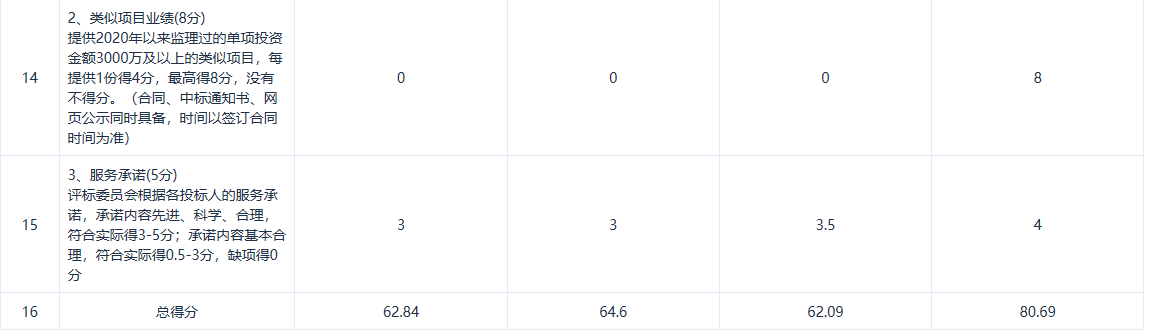 14
2、类似项目业绩(8分)
提供2020年以来监理过的单项投资
金额3000万及以上的类似项目，每
提供1份得4分，最高得8分，没有
不得分。（合同、中标通知书、网
页公示同时具备，时间以签订合同
时间为准）
0
0
0
8
15
3、服务承诺(5分)
评标委员会根据各投标人的服务承
诺，承诺内容先进、科学、合理，
符合实际得3-5分；承诺内容基本合
理，符合实际得0.5-3分，缺项得0
分
3
3
3.5
4
16
总得分
62.84
64.6
62.09
80.69